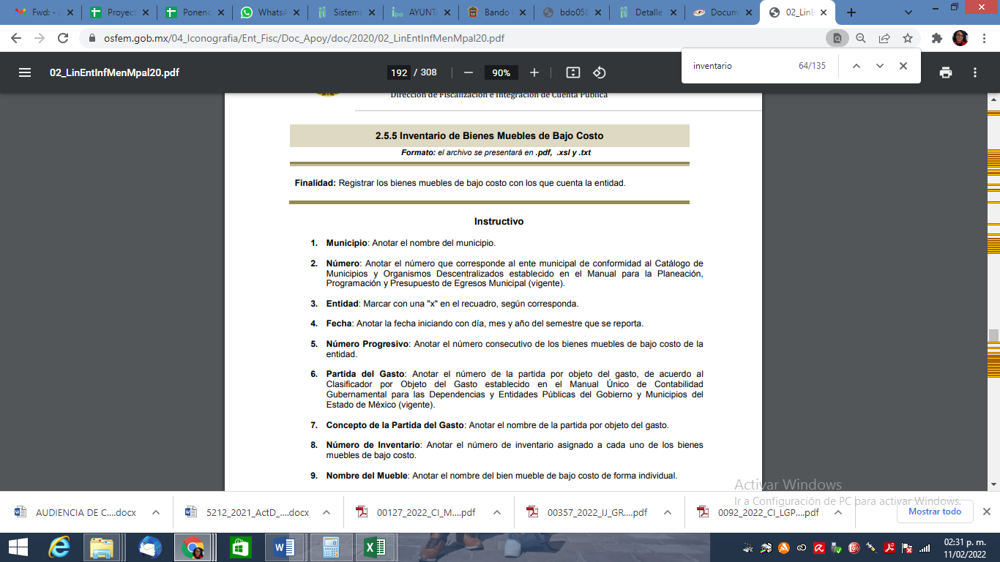 Fwd: - a
Proyect
Ponenc
WhatsA
Sistema
AYUNTA
Bando
bdo058
Detalle
Docum
02_LinE
osfem.gob.mx/04_Iconografia/Ent_Fisc/Doc_Apoy/doc/2020/02_LinEntInfMenMpal20.pdf
inventario 64/135
02_LinEntInfMenMpal20.pdf 192 / 308 90%
Dirección de Fiscalización e Integración de Cuenta Pública
2.5.5 Inventario de Bienes Muebles de Bajo Costo
Formato: el archivo se presentará en .pdf, .xsl y .txt
Finalidad: Registrar los bienes muebles de bajo costo con los que cuenta la entidad.
Instructivo
1. Municipio: Anotar el nombre del municipio.
2. Número: Anotar el número que corresponde al ente municipal de conformidad al Catálogo de
Municipios y Organismos Descentralizados establecido en el Manual para la Planeación,
Programación y Presupuesto de Egresos Municipal (vigente).
3. Entidad: Marcar con una "x" en el recuadro, según corresponda.
4. Fecha: Anotar la fecha iniciando con día, mes y año del semestre que se reporta.
5. Número Progresivo: Anotar el número consecutivo de los bienes muebles de bajo costo de la
entidad.
6. Partida del Gasto: Anotar el número de la partida por objeto del gasto, de acuerdo al
Clasificador por Objeto del Gasto establecido en el Manual Único de Contabilidad
Gubernamental para las Dependencias y Entidades Públicas del Gobierno y Municipios del
Estado de México (vigente).
7. Concepto de la Partida del Gasto: Anotar el nombre de la partida por objeto del gasto.
8. Número de Inventario: Anotar el número de inventario asignado a cada uno de los bienes
muebles de bajo costo.
9. Nombre del Mueble: Anotar el nombre del bien mueble de bajo costo de forma individual.
Activar Windows
Ir a Configuración de PC para activar Windows.
AUDIENCIA DE C....docx
5212_2021_ActD_....docx
00127_2022_CI_M....pdf
00357_2022_IJ_GR....pdf
0092_2022_CI_LGP....pdf
Mostrar todo
02:31 p. m.
11/02/2022